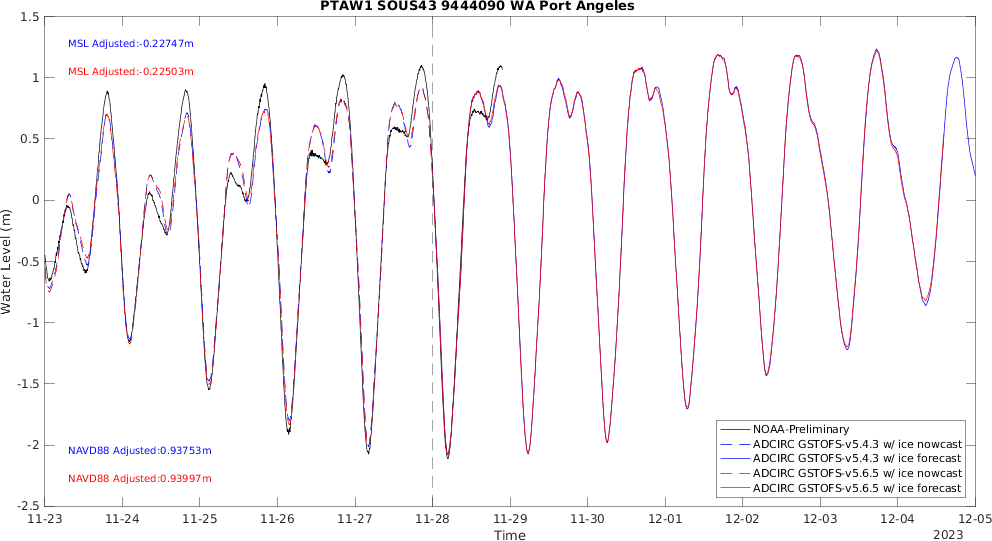 PTAW1 SOUS43 9444090 WA Port Angeles
1.5
MSL Adjusted:-0.22747m
MSL Adjusted:-0.22503m
1
0.5
0
-0.5
-1
-1.5
-2
-2.5
Water Level (m)
NAVD88 Adjusted:0.93753m
NAVD88 Adjusted:0.93997m
NOAA-Preliminary
ADCIRC GSTOFS-v5.4.3 w/ ice nowcast
ADCIRC GSTOFS-v5.4.3 w/ ice forecast
ADCIRC GSTOFS-v5.6.5 w/ ice nowcast
ADCIRC GSTOFS-v5.6.5 w/ ice forecast
11-23 11-24 11-25 11-26 11-27 11-28 11-29 11-30 12-01 12-02 12-03 12-04 12-05
Time
2023